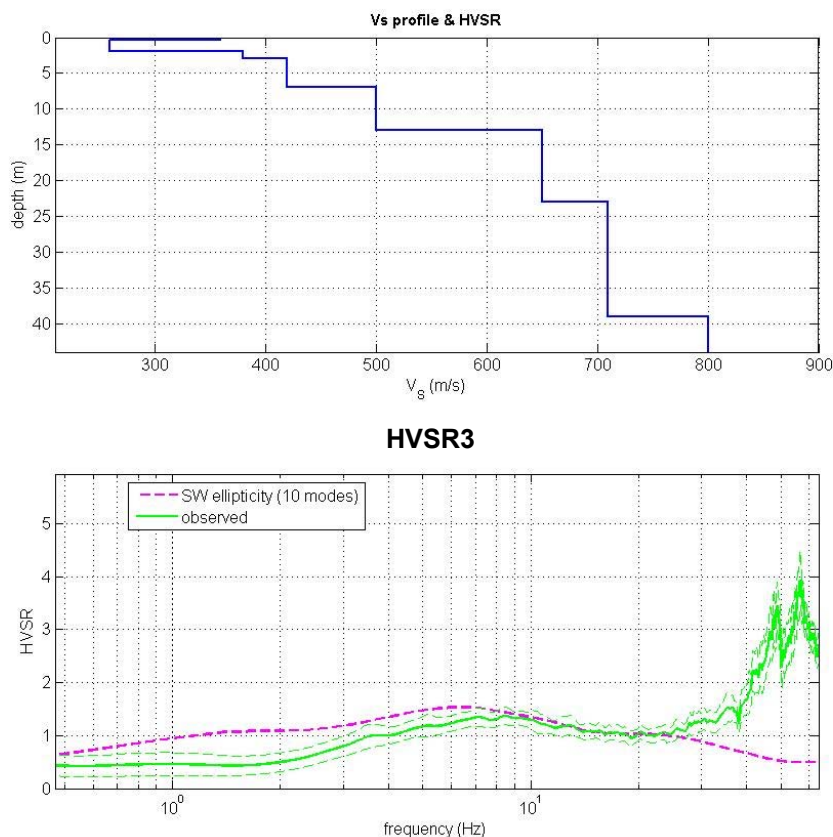 Vs profile & HVSR
0
5
10
15
20
25
30
35
40
depth (m)
300 400 500 600 700 800 900
VS (m/s)
HVSR3
SW ellipticity (10 modes)
observed
5
4
3
2
1
0
HVSR
10^0 10^1
frequency (Hz)